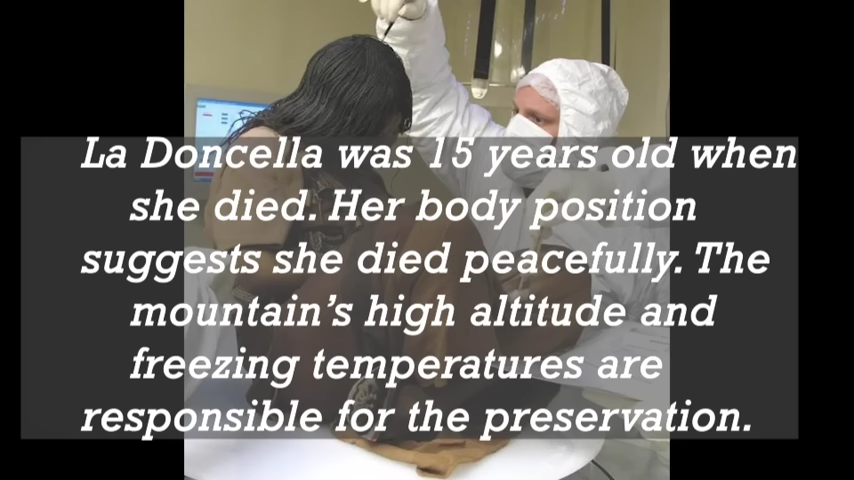 La Doncella was 15 years old when
she died. Her body position
suggests she died peacefully. The
mountain's high altitude and
freezing temperatures are
responsible for the preservation.